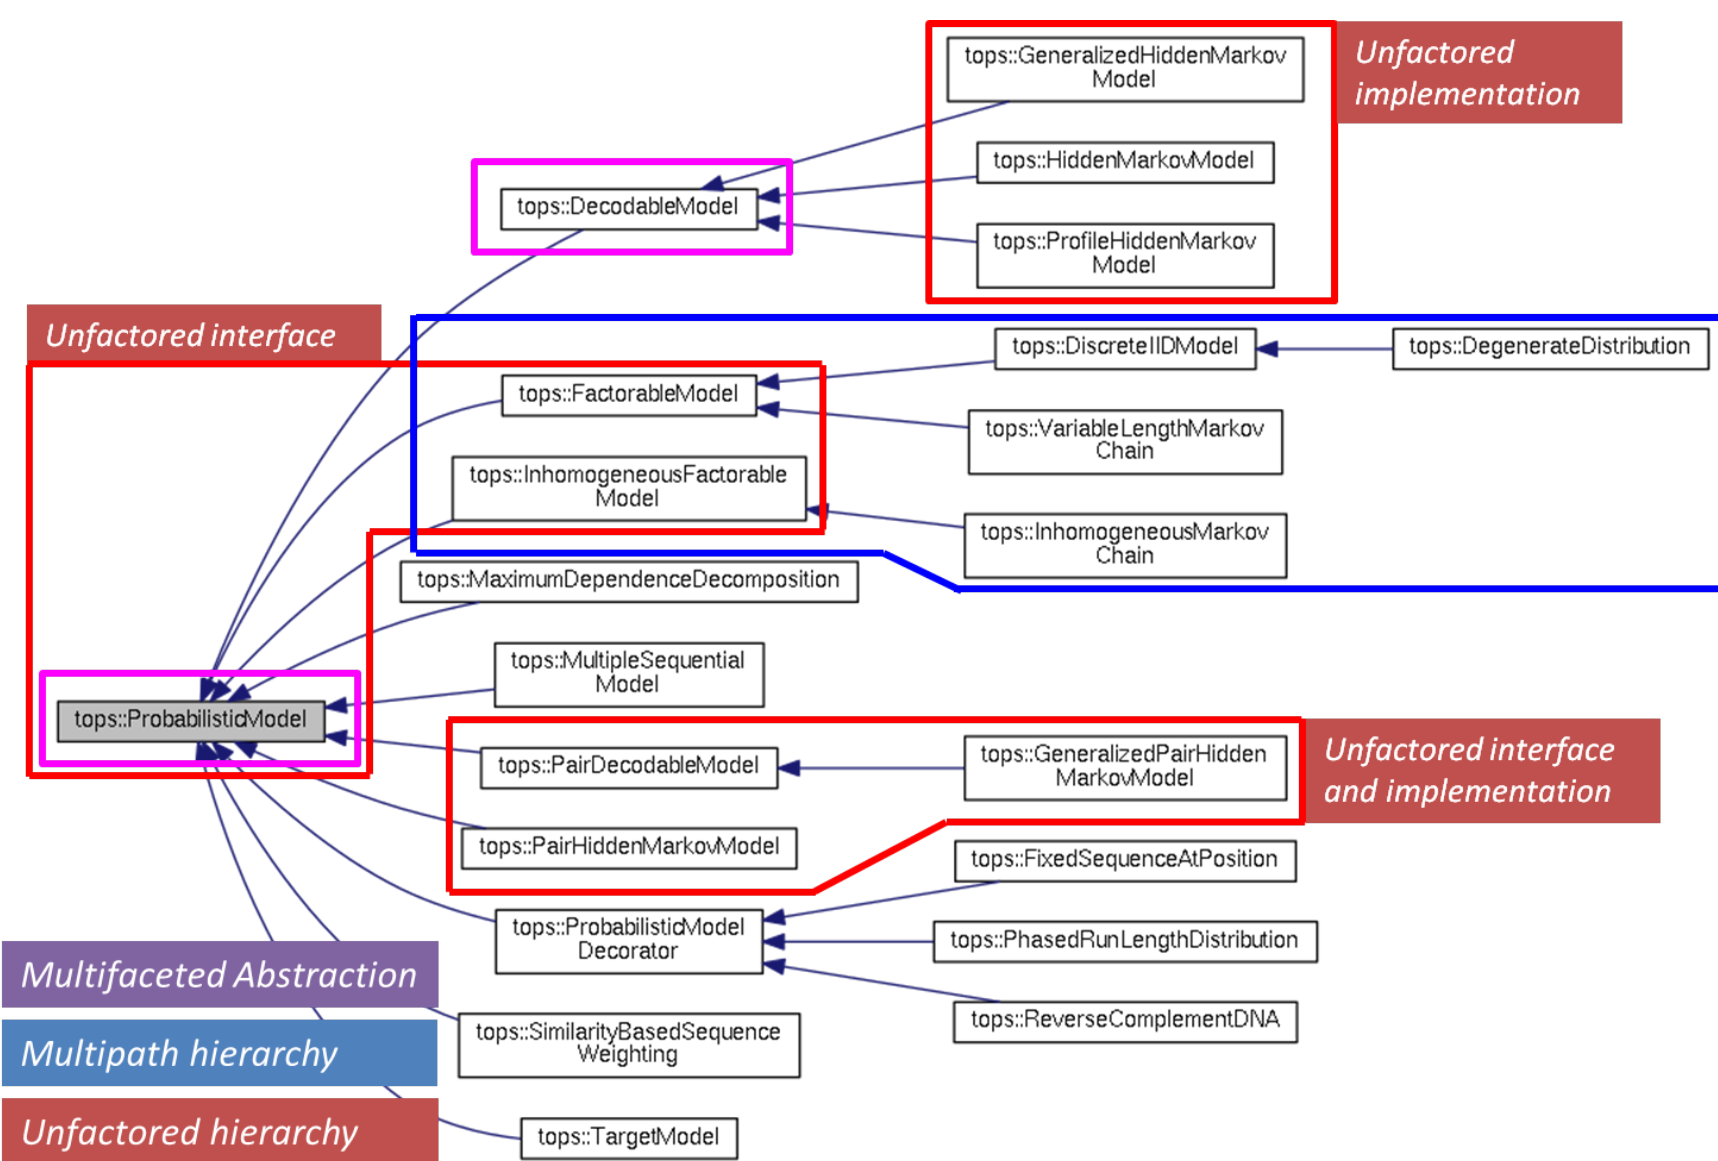 tops::GeneralizedHiddenMarkov
Model
Unfactored
implementation
tops::HiddenMarkovModel
tops::DecodableModel
tops::ProfileHiddenMarkov
Model
Unfactored interface
tops::DiscreteIIDModel
tops::DegenerateDistribution
tops::FactorableModel
tops::VariableLengthMarkov
Chain
tops::InhomogeneousFactorable
Model
tops::InhomogeneousMarkov
Chain
tops::MaximumDependenceDecomposition
tops::MultipleSequential
Model
tops::ProbabilisticModel
tops::PairDecodableModel
tops::GeneralizedPairHidden
MarkovModel
Unfactored interface
and implementation
tops::PairHiddenMarkovModel
tops::FixedSequenceAtPosition
tops::ProbabilisticModel
Decorator
tops::PhasedRunLengthDistribution
Multifaceted Abstraction
tops::ReverseComplementDNA
tops::SimilarityBasedSequence
Weighting
Multipath hierarchy
Unfactored hierarchy
tops::TargetModel